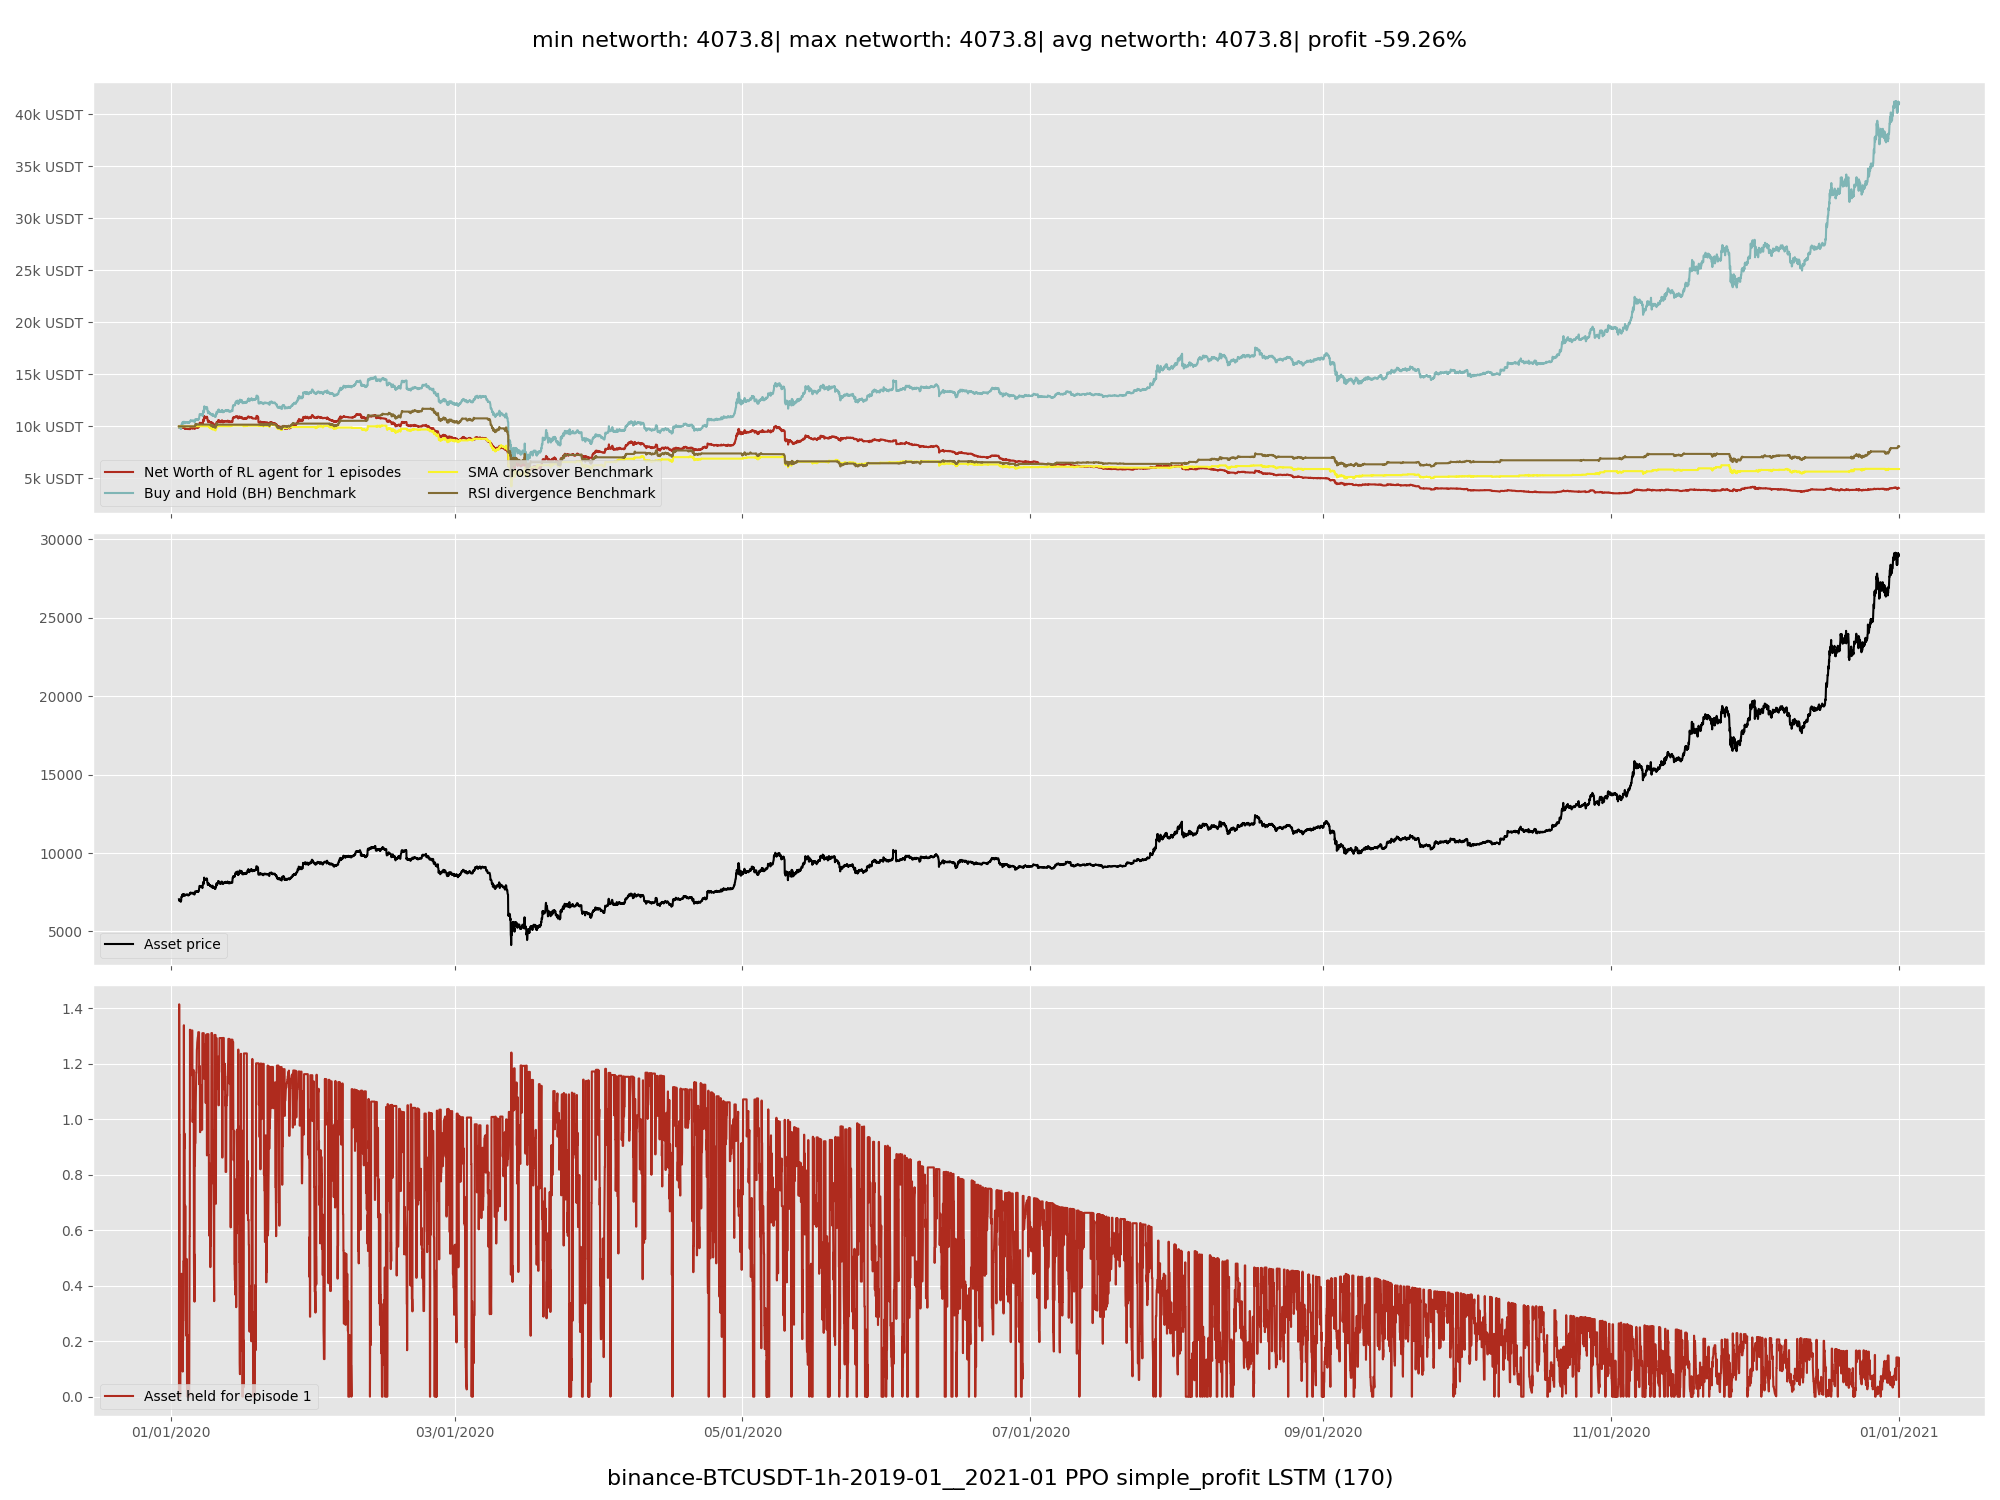 min networth: 4073.8| max networth: 4073.8| avg networth: 4073.8| profit -59.26%
40k USDT
35k USDT
30k USDT
25k USDT
20k USDT
15k USDT
10k USDT
5k USDT
Net Worth of RL agent for 1 episodes
Buy and Hold (BH) Benchmark
SMA crossover Benchmark
RSI divergence Benchmark
30000
25000
20000
15000
10000
5000
Asset price
1.4
1.2
1.0
0.8
0.6
0.4
0.2
0.0
Asset held for episode 1
01/01/2020 03/01/2020 05/01/2020 07/01/2020 09/01/2020 11/01/2020 01/01/2021
binance-BTCUSDT-1h-2019-01__2021-01 PPO simple_profit LSTM (170)